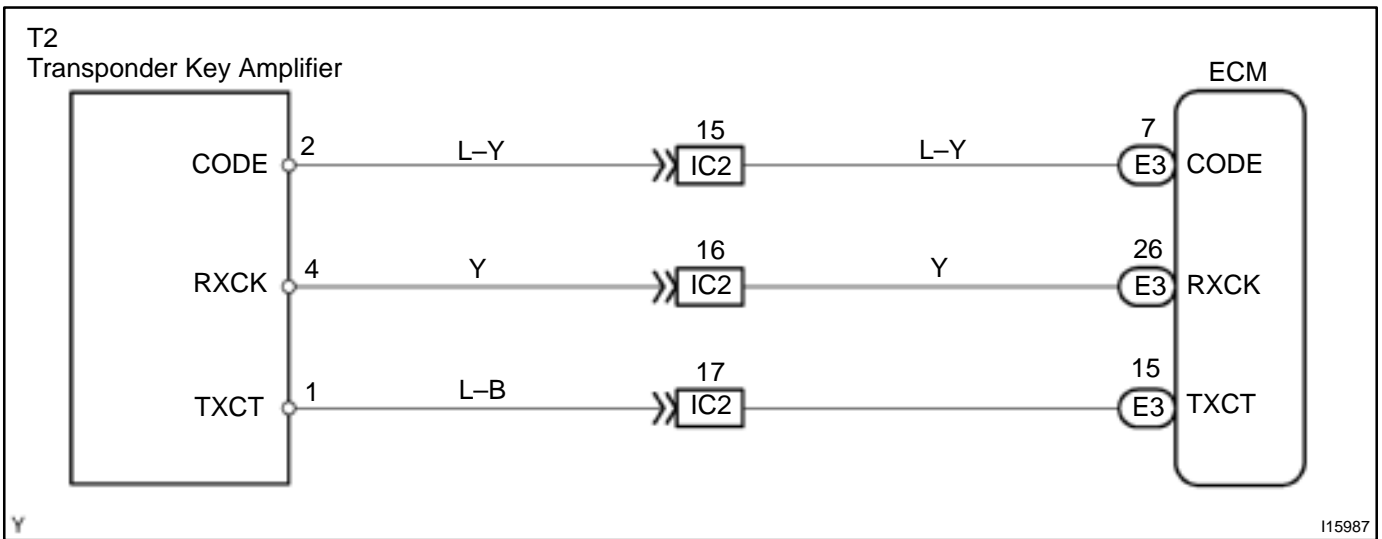 T2
Transponder Key Amplifier
ECM
CODE 2 L–Y 15 IC2 L–Y 7 E3 CODE
RXCK 4 Y 16 IC2 Y 26 E3 RXCK
TXCT 1 L–B 17 IC2 15 E3 TXCT
Y
I15987